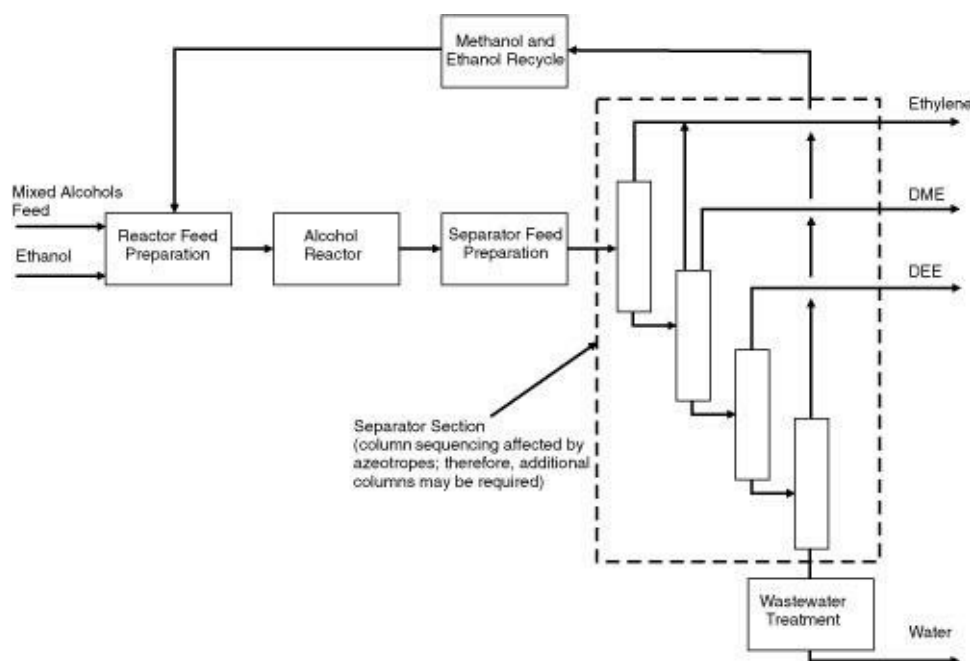 Methanol and
Ethanol Recycle
Ethylene
Mixed Alcohols
Feed
DME
Reactor Feed
Preparation
Alcohol
Reactor
Separator Feed
Preparation
Ethanol
DEE
Separator Section
(column sequencing affected by
azeotropes; therefore, additional
columns may be required)
Wastewater
Treatment
Water